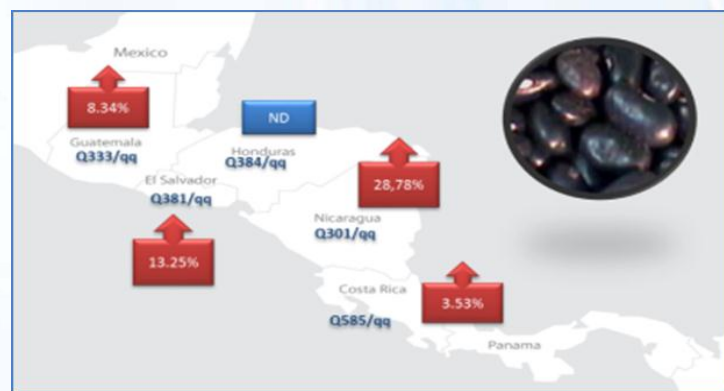 Mexico
8.34%
Guatemala
Q333/qq
ND
Honduras
Q384/qq
El Salvador
Q381/qq
13.25%
28,78%
Nicaragua
Q301/qq
Costa Rica
Q585/qq
3.53%
Panama